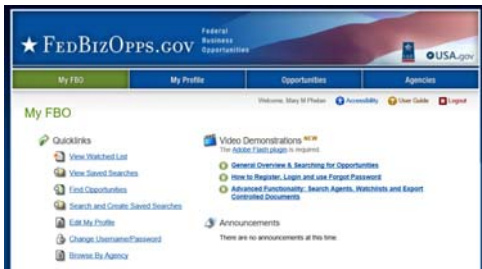 ★ FEDBIZOPPS.GOV
Federal
Business
Opportunities
USA.gov
My FBO
My Profile
Opportunities
Agencies
Welcome, Mary M Phelan
Accessibility
User Guide
Logout
My FBO
Quicklinks
View Watched List
View Saved Searches
Find Opportunities
Search and Create Saved Searches
Edit My Profile
Change Username/Password
Browse By Agency
Video Demonstrations NEW
The Adobe Flash plugin is required.
General Overview & Searching for Opportunities
How to Register, Login and use Forgot Password
Advanced Functionality: Search Agents, Watchlists and Export
Controlled Documents
Announcements
There are no announcements at this time.